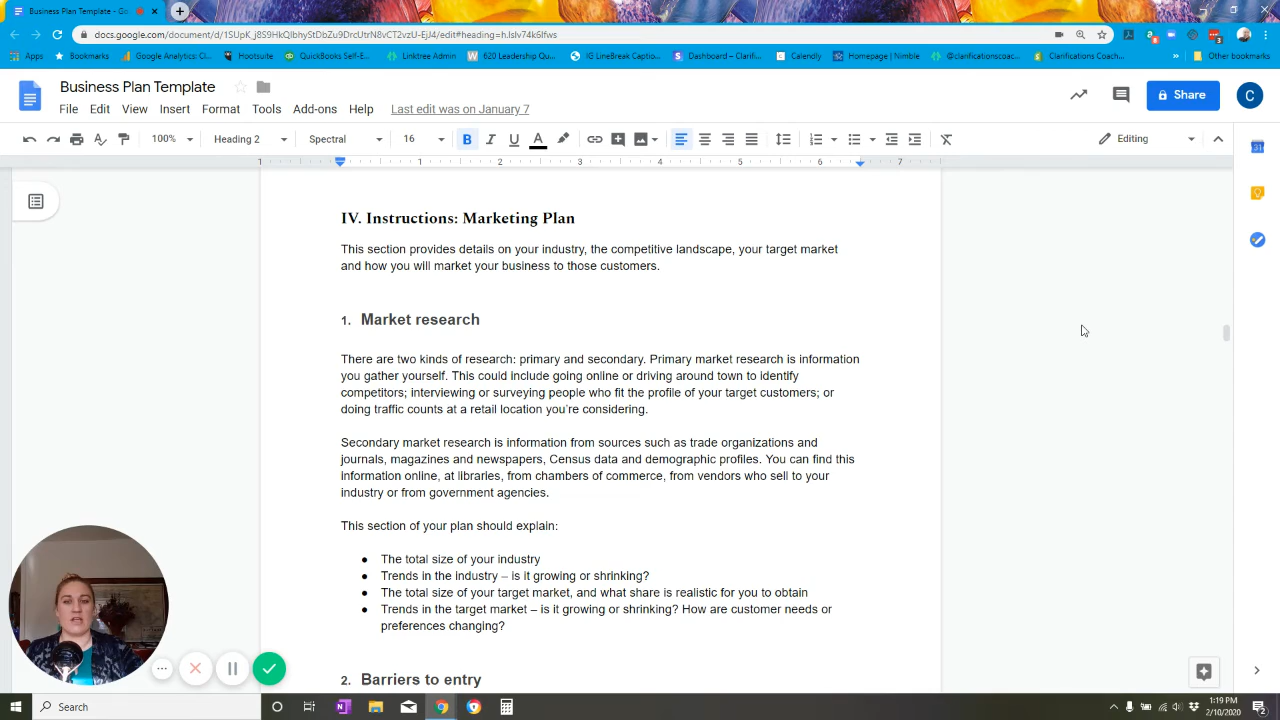 Business Plan Template - Go
docs.google.com/document/d/1SUpK_j8S9HkQlbhyStDbZu9DrcUtrN8vCT2vzU-EjJ4/edit#heading=h.lslv74k6lfws
Apps
Bookmarks
Google Analytics: Cl...
Hootsuite
QuickBooks Self-E...
Linktree Admin
620 Leadership Qu...
IG LineBreak Captio...
Dashboard – Clarifi...
Calendly
Homepage | Nimble
@clarificationscoac...
Clarifications Coach...
»
Other bookmarks
Business Plan Template
File Edit View Insert Format Tools Add-ons Help Last edit was on January 7
Share
C
100% Heading 2 Spectral 16 B I U A Editing
1 1 2 3 4 5 6 7
IV. Instructions: Marketing Plan
This section provides details on your industry, the competitive landscape, your target market
and how you will market your business to those customers.
1. Market research
There are two kinds of research: primary and secondary. Primary market research is information
you gather yourself. This could include going online or driving around town to identify
competitors; interviewing or surveying people who fit the profile of your target customers; or
doing traffic counts at a retail location you're considering.
Secondary market research is information from sources such as trade organizations and
journals, magazines and newspapers, Census data and demographic profiles. You can find this
information online, at libraries, from chambers of commerce, from vendors who sell to your
industry or from government agencies.
This section of your plan should explain:
● The total size of your industry
● Trends in the industry – is it growing or shrinking?
● The total size of your target market, and what share is realistic for you to obtain
● Trends in the target market – is it growing or shrinking? How are customer needs or
preferences changing?
2. Barriers to entry
Search
1:19 PM
2/10/2020
2